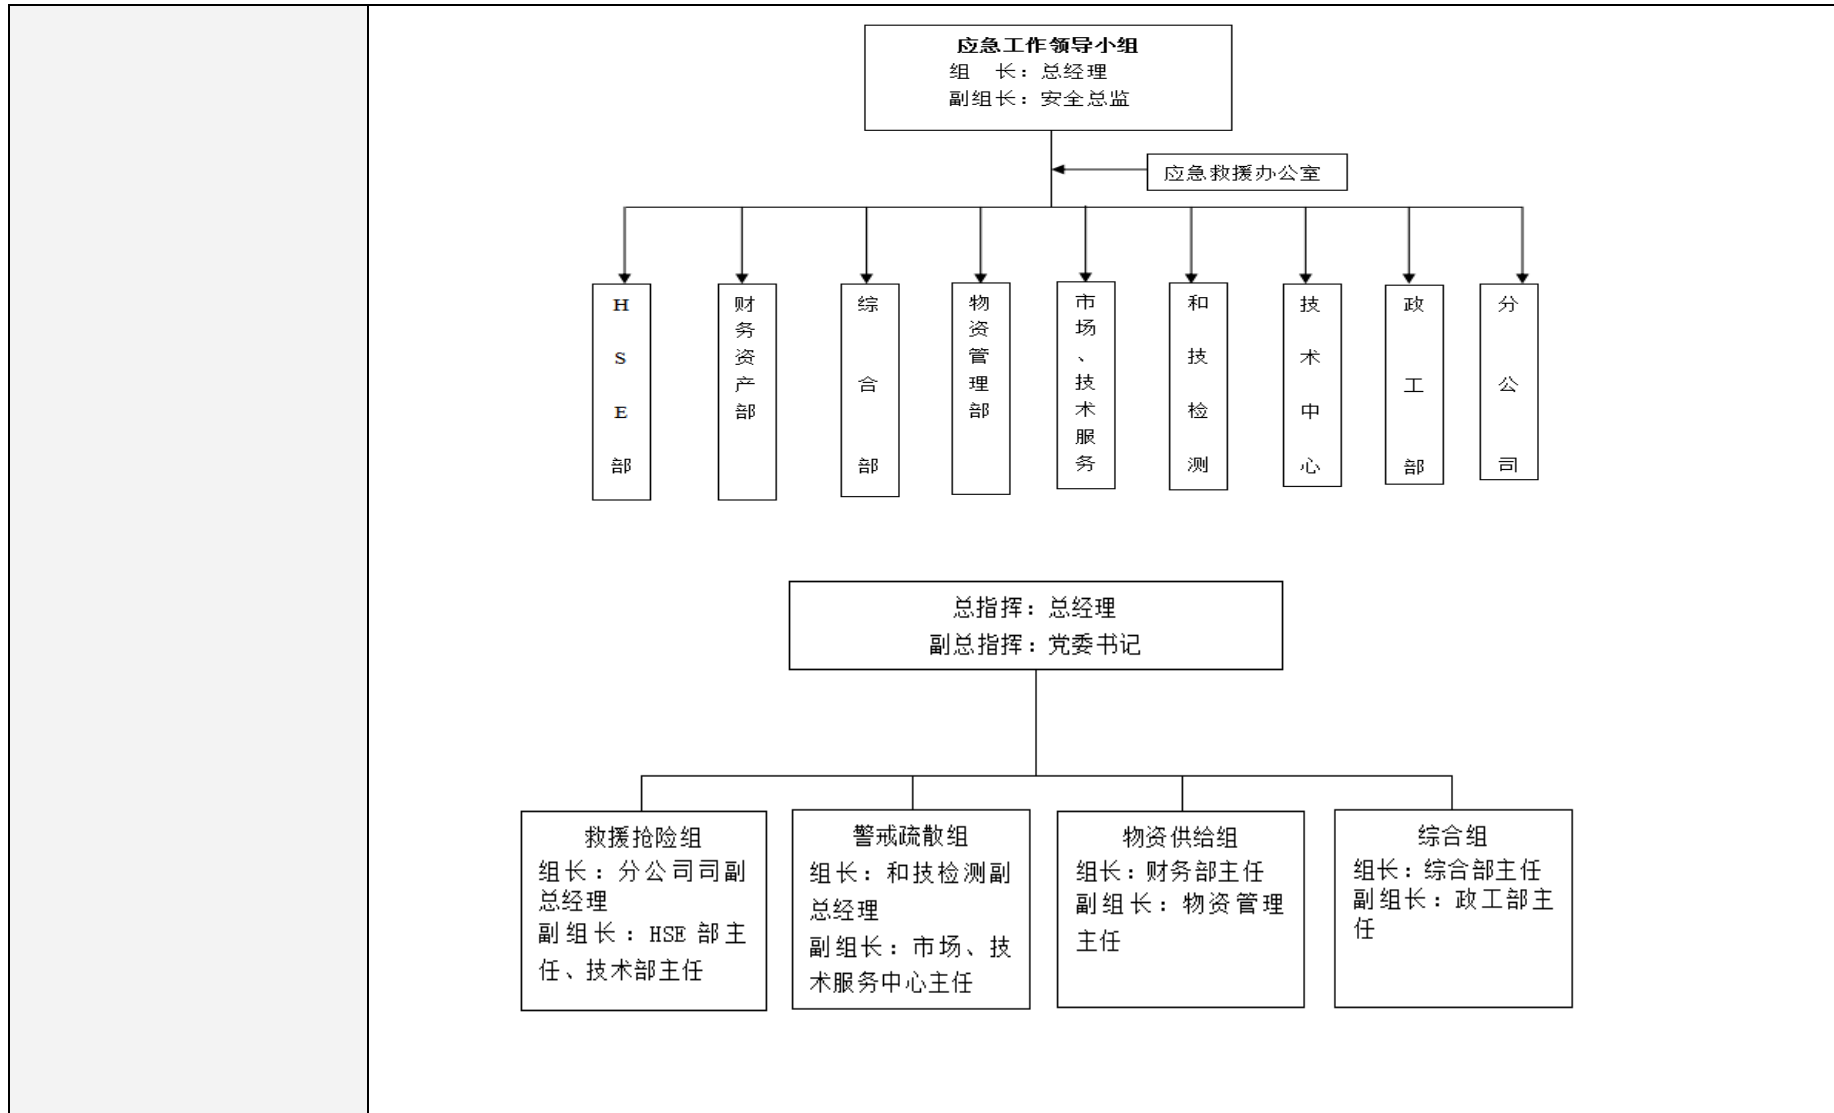 应急工作领导小组
组 长：总经理
副组长：安全总监
应急救援办公室
HSE部
财务资产部
综合部
物资管理部
市场、技术服务
和技检测
技术中心
政工部
分公司
总指挥：总经理
副总指挥：党委书记
救援抢险组
组长：分公司司副
总经理
副组长：HSE 部主
任、技术部主任
警戒疏散组
组长：和技检测副
总经理
副组长：市场、技
术服务中心主任
物资供给组
组长：财务部主任
副组长：物资管理
主任
综合组
组长：综合部主任
副组长：政工部主
任